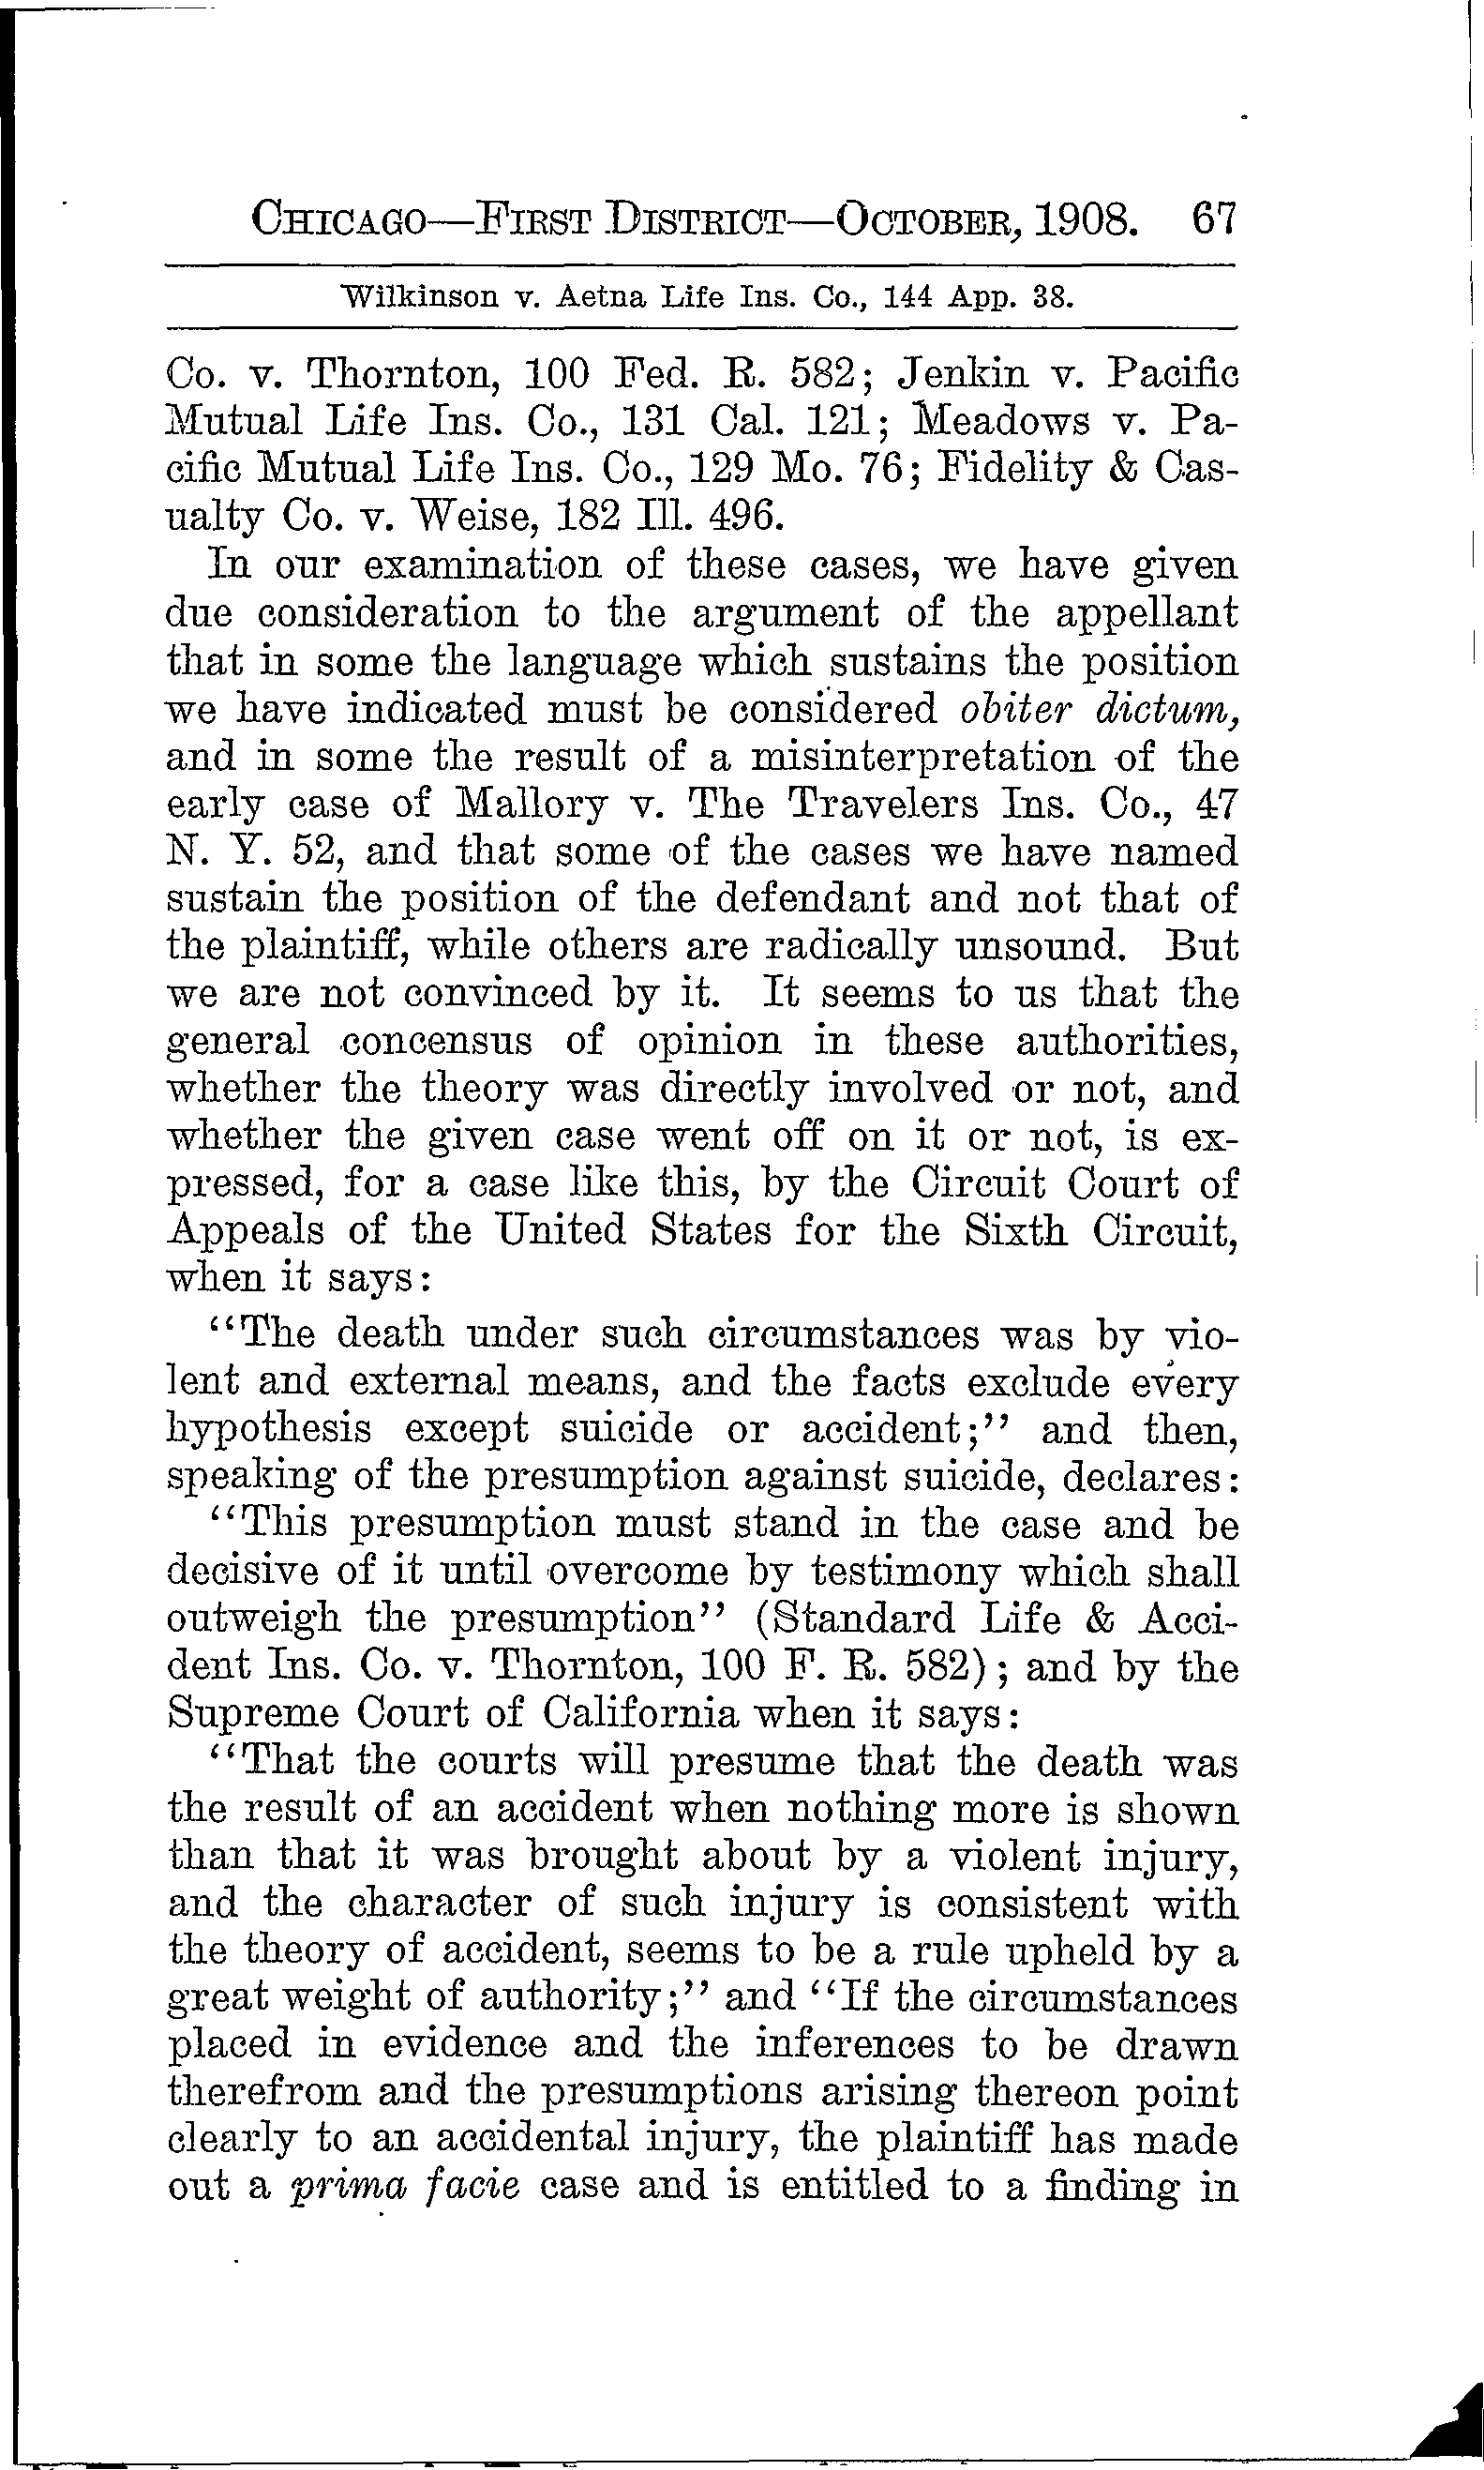 CHICAGO—FIRST DISTRICT—OCTOBER, 1908. 67
Wilkinson v. Aetna Life Ins. Co., 144 App. 38.
Co. v. Thornton, 100 Fed. R. 582; Jenkin v. Pacific
Mutual Life Ins. Co., 131 Cal. 121; Meadows v. Pa-
cific Mutual Life Ins. Co., 129 Mo. 76; Fidelity & Cas-
ualty Co. v. Weise, 182 Ill. 496.
In our examination of these cases, we have given
due consideration to the argument of the appellant
that in some the language which sustains the position
we have indicated must be considered obiter dictum,
and in some the result of a misinterpretation of the
early case of Mallory v. The Travelers Ins. Co., 47
N. Y. 52, and that some of the cases we have named
sustain the position of the defendant and not that of
the plaintiff, while others are radically unsound. But
we are not convinced by it. It seems to us that the
general concensus of opinion in these authorities,
whether the theory was directly involved or not, and
whether the given case went off on it or not, is ex-
pressed, for a case like this, by the Circuit Court of
Appeals of the United States for the Sixth Circuit,
when it says:
"The death under such circumstances was by vio-
lent and external means, and the facts exclude every
hypothesis except suicide or accident;" and then,
speaking of the presumption against suicide, declares:
"This presumption must stand in the case and be
decisive of it until overcome by testimony which shall
outweigh the presumption" (Standard Life & Acci-
dent Ins. Co. v. Thornton, 100 F. R. 582); and by the
Supreme Court of California when it says:
"That the courts will presume that the death was
the result of an accident when nothing more is shown
than that it was brought about by a violent injury,
and the character of such injury is consistent with
the theory of accident, seems to be a rule upheld by a
great weight of authority;" and "If the circumstances
placed in evidence and the inferences to be drawn
therefrom and the presumptions arising thereon point
clearly to an accidental injury, the plaintiff has made
out a prima facie case and is entitled to a finding in